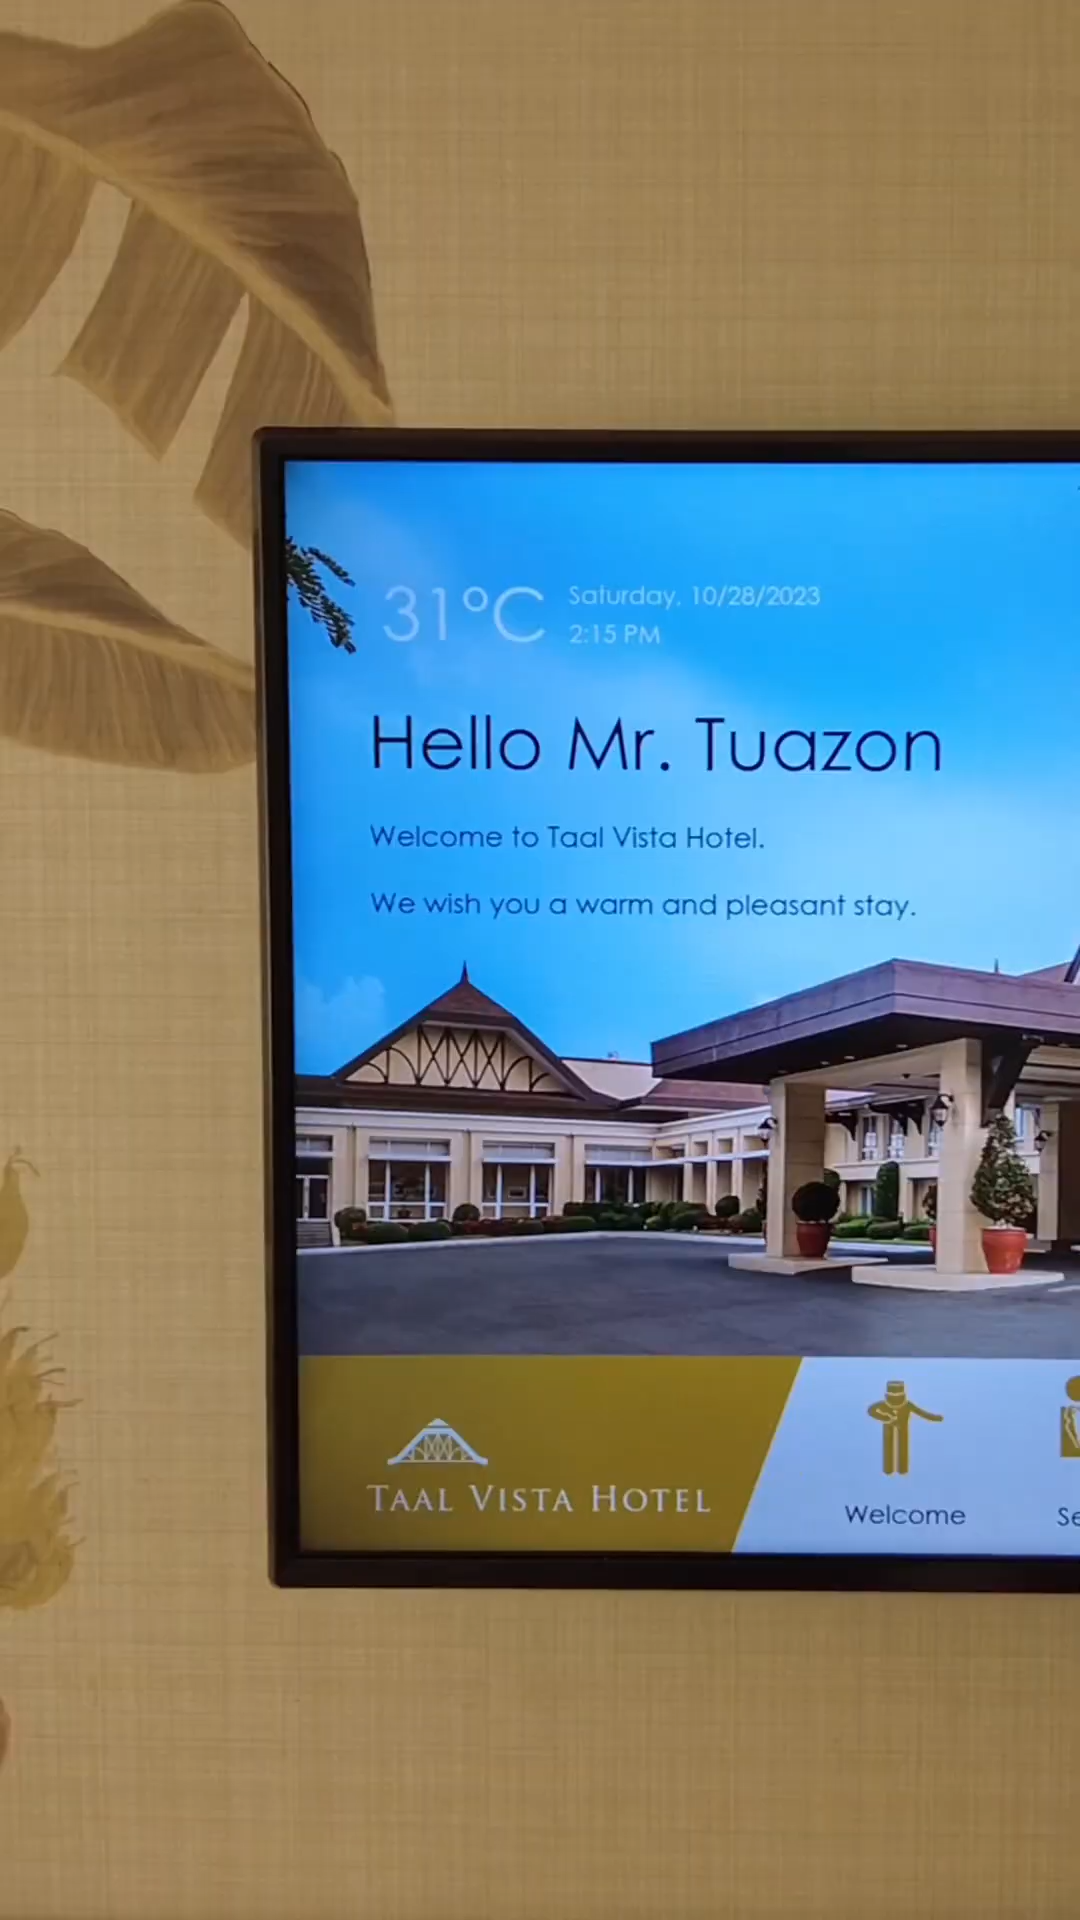 31°C
Saturday, 10/28/2023
2:15 PM
Hello Mr. Tuazon
Welcome to Taal Vista Hotel.
We wish you a warm and pleasant stay.
TAAL VISTA HOTEL
Welcome